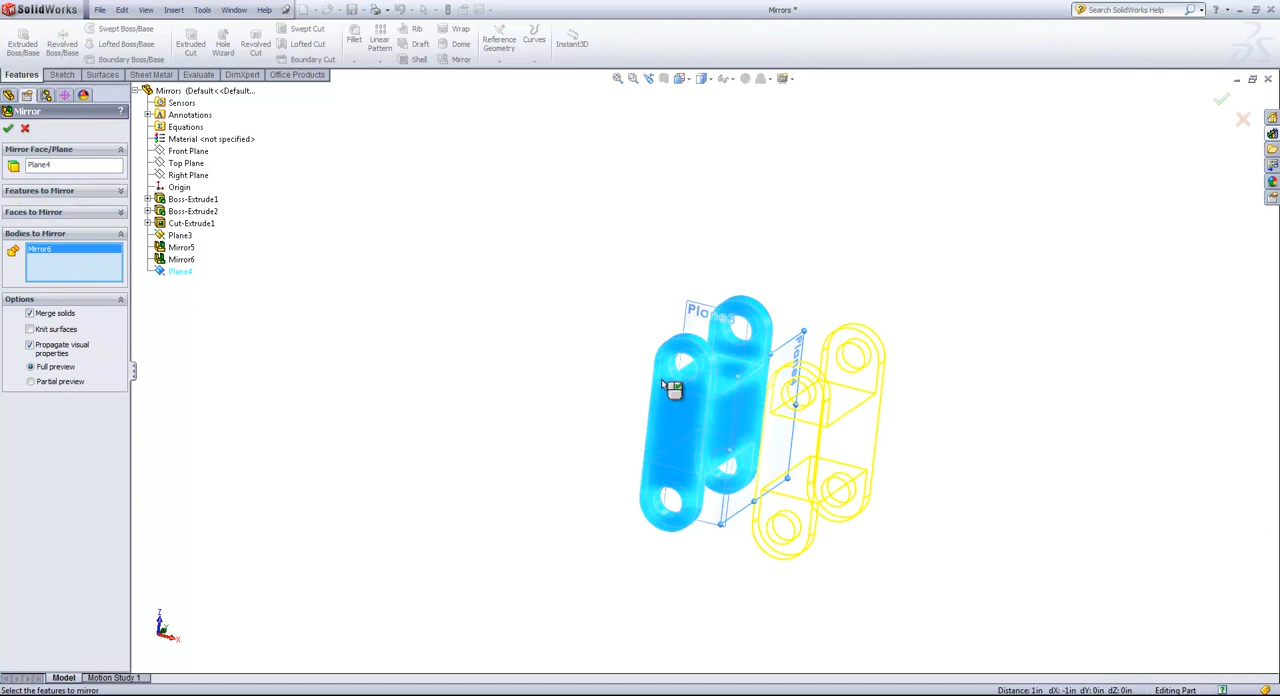 SolidWorks File Edit View Insert Tools Window Help Mirrors * Search SolidWorks Help
Extruded Boss/Base
Revolved Boss/Base
Swept Boss/Base
Lofted Boss/Base
Boundary Boss/Base
Extruded Cut
Hole Wizard
Revolved Cut
Swept Cut
Lofted Cut
Boundary Cut
Fillet
Linear Pattern
Rib
Draft
Shell
Wrap
Dome
Mirror
Reference Geometry
Curves
Instant3D
Features Sketch Surfaces Sheet Metal Evaluate DimXpert Office Products
Mirror ?
Mirror Face/Plane
Plane4
Features to Mirror
Faces to Mirror
Bodies to Mirror
Mirror6
Options
Merge solids
Knit surfaces
Propagate visual
properties
Full preview
Partial preview
Mirrors (Default<<Default...
Sensors
Annotations
Equations
Material <not specified>
Front Plane
Top Plane
Right Plane
Origin
Boss-Extrude1
Boss-Extrude2
Cut-Extrude1
Plane3
Mirror5
Mirror6
Plane4
Plane4
Z
X
Model Motion Study 1
Select the features to mirror Distance: 1in dX: -1in dY: 0in dZ: 0in Editing Part